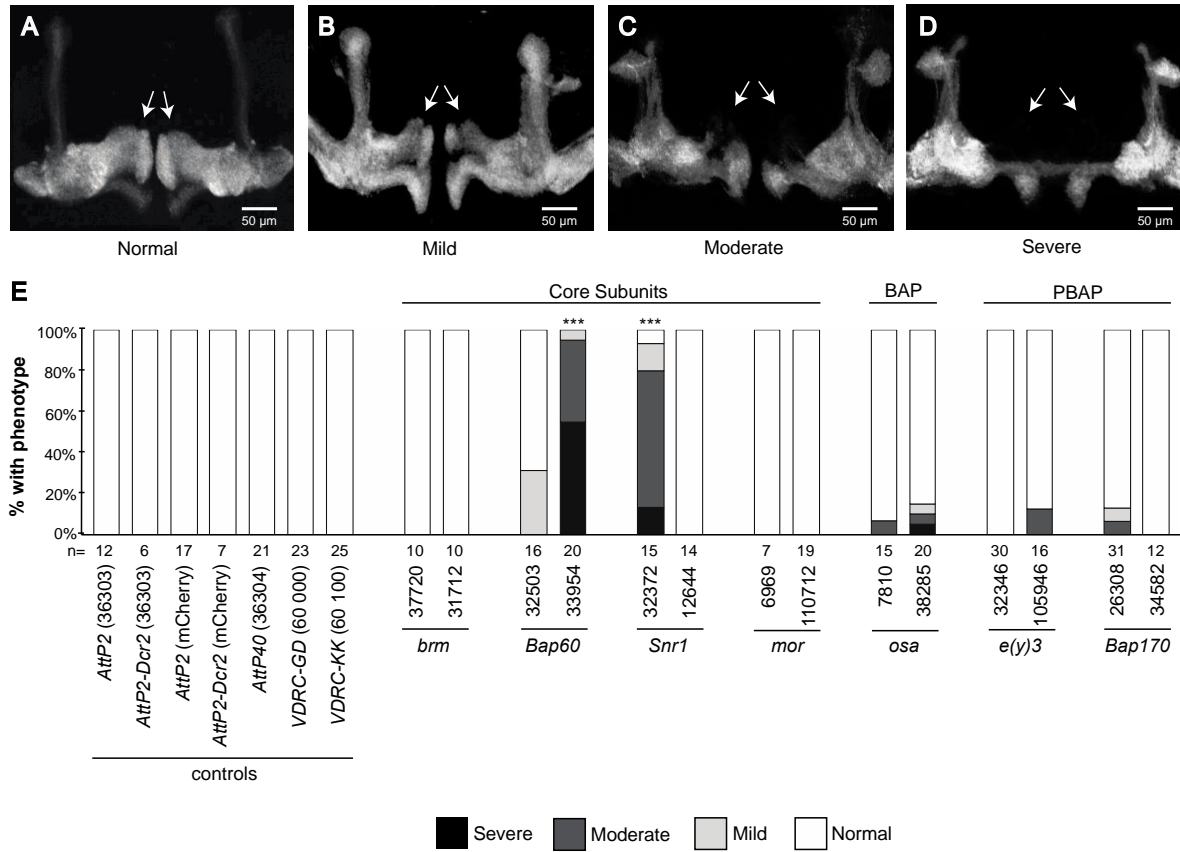 A
B
C
D
50 µm
50 µm
50 µm
50 µm
Normal
Mild
Moderate
Severe
E
Core Subunits
BAP
PBAP
*** ***
% with phenotype
100%
80%
60%
40%
20%
0%
n= 12 6 17 7 21 23 25 10 10 16 20 15 14 7 19 15 20 30 16 31 12
AttP2 (36303)
AttP2-Dcr2 (36303)
AttP2 (mCherry)
AttP2-Dcr2 (mCherry)
AttP40 (36304)
VDRC-GD (60 000)
VDRC-KK (60 100)
37720
31712
32503
33954
32372
12644
6969
110712
7810
38285
32346
105946
26308
34582
brm Bap60 Snr1 mor osa e(y)3 Bap170
controls
Severe Moderate Mild Normal